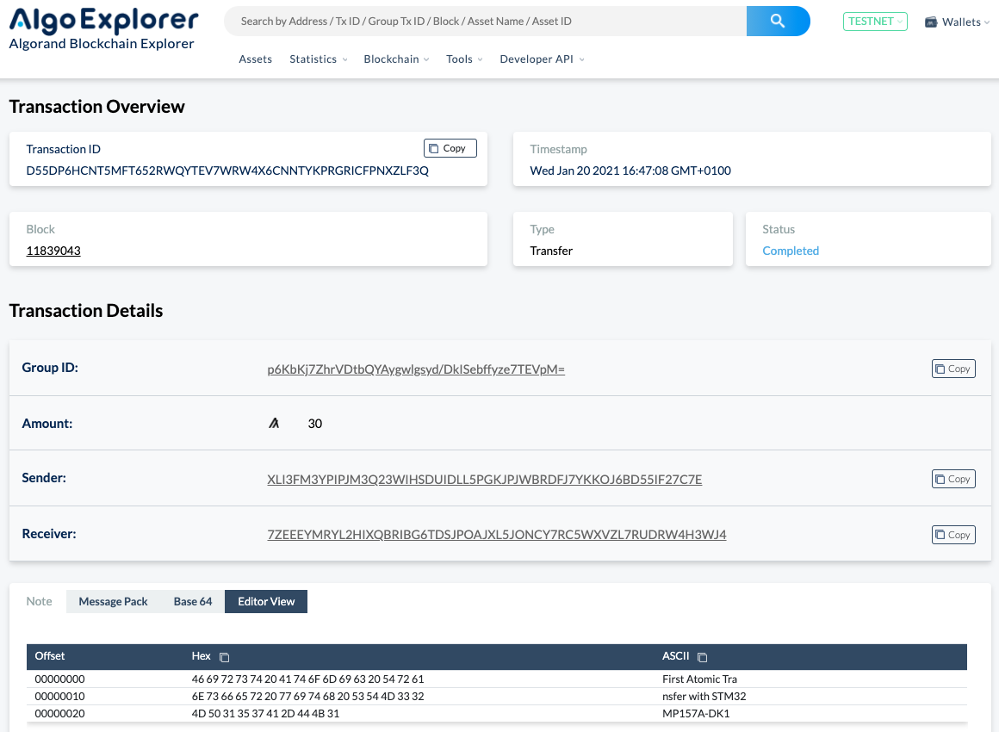 AlgoExplorer
Algorand Blockchain Explorer
Search by Address / Tx ID / Group Tx ID / Block / Asset Name / Asset ID
TESTNET
Wallets
Assets Statistics Blockchain Tools Developer API
Transaction Overview
Transaction ID
Copy
D55DP6HCNT5MFT652RWQYTEV7WRW4X6CNNTYKPRGRICFPNXZLF3Q
Timestamp
Wed Jan 20 2021 16:47:08 GMT+0100
Block
11839043
Type
Transfer
Status
Completed
Transaction Details
Group ID: p6KbKj7ZhrVDtbQYAygwlgsyd/DkISebffyze7TEVpM= Copy
Amount: 30
Sender: XLI3FM3YPIPJM3Q23WIHSDUIDLL5PGKJPJWBRDFJ7YKKOJ6BD55IF27C7E Copy
Receiver: 7ZEEEYMRYL2HIXQBRIBG6TDSJPOAJXL5JONCY7RC5WXVZL7RUDRW4H3WJ4 Copy
Note Message Pack Base 64 Editor View
Offset Hex ASCII
00000000 46 69 72 73 74 20 41 74 6F 6D 69 63 20 54 72 61 First Atomic Tra
00000010 6E 73 66 65 72 20 77 69 74 68 20 53 54 4D 33 32 nsfer with STM32
00000020 4D 50 31 35 37 41 2D 44 4B 31 MP157A-DK1